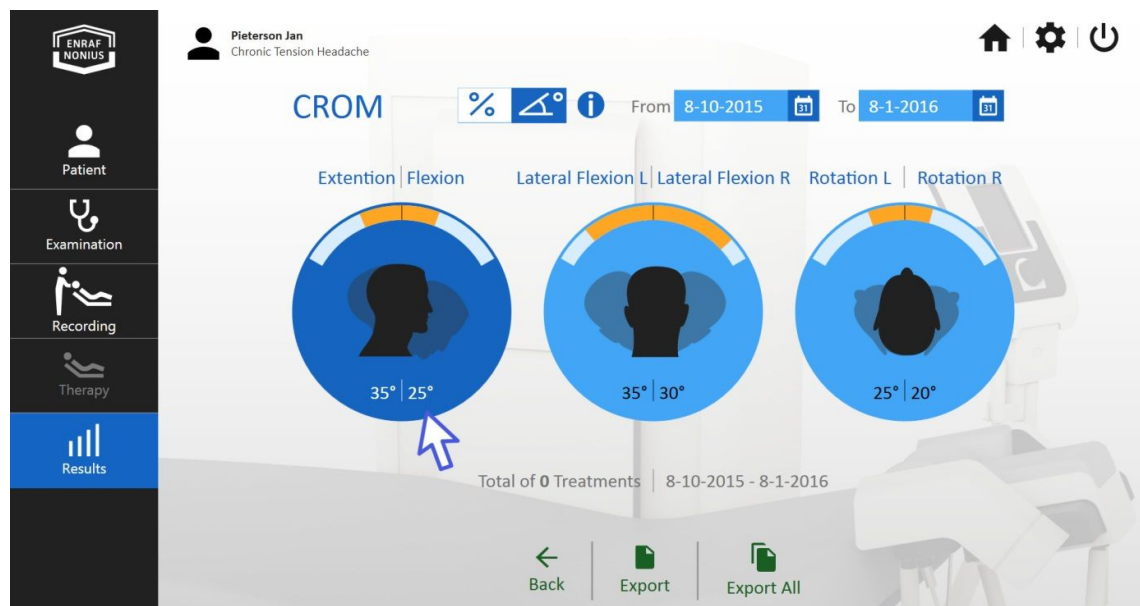 ENRAF
NONIUS
Pieterson Jan
Chronic Tension Headache
CROM
%
°
i
From 8-10-2015 31 To 8-1-2016 31
Patient
Examination
Recording
Therapy
Results
Extention | Flexion
Lateral Flexion L | Lateral Flexion R
Rotation L | Rotation R
35° | 25°
35° | 30°
25° | 20°
Total of 0 Treatments | 8-10-2015 - 8-1-2016
Back
Export
Export All